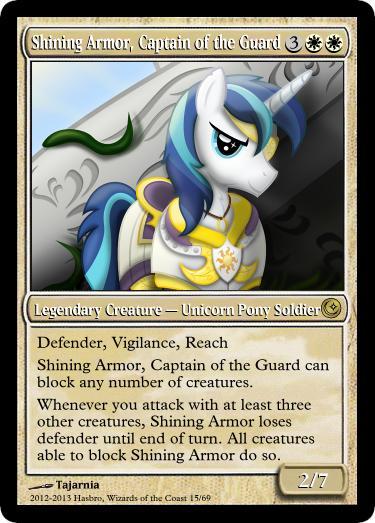 Shining Armor, Captain of the Guard 3
Legendary Creature — Unicorn Pony Soldier
Defender, Vigilance, Reach
Shining Armor, Captain of the Guard can
block any number of creatures.
Whenever you attack with at least three
other creatures, Shining Armor loses
defender until end of turn. All creatures
able to block Shining Armor do so.
2/7
Tajarnia
2012-2013 Hasbro, Wizards of the Coast 15/69